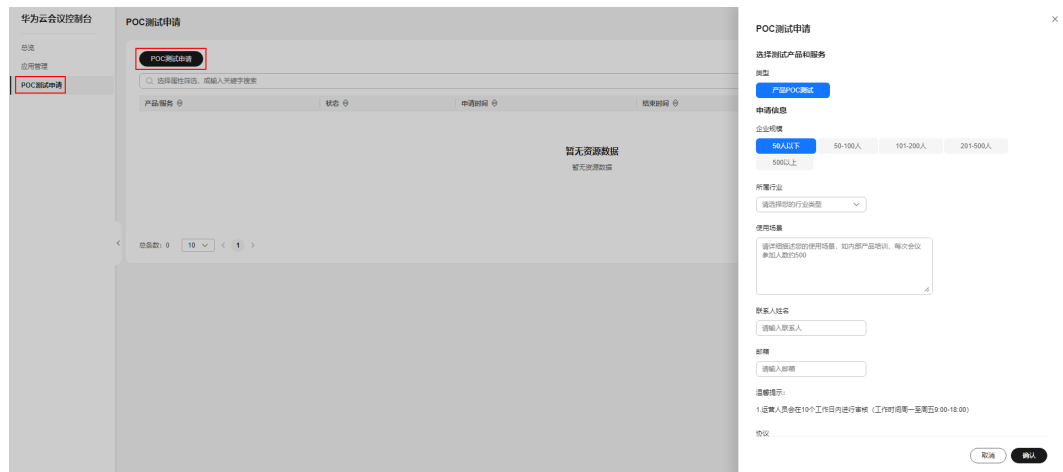 华为云会议控制台
总览
应用管理
POC测试申请
POC测试申请
POC测试申请
选择属性筛选，或输入关键字搜索
产品/服务
状态
申请时间
结束时间
暂无资源数据
暂无资源数据
总条数: 0 10 1
POC测试申请
选择测试产品和服务
类型
产品POC测试
申请信息
企业规模
50人以下 50-100人 101-200人 201-500人
500以上
所属行业
请选择您的行业类型
使用场景
请详细描述您的使用场景，如内部产品培训，每次会议
参加人数约500
联系人姓名
请输入联系人
邮箱
请输入邮箱
温馨提示:
1.运营人员会在10个工作日内进行审核（工作时间周一至周五9:00-18:00）
协议
取消 确认